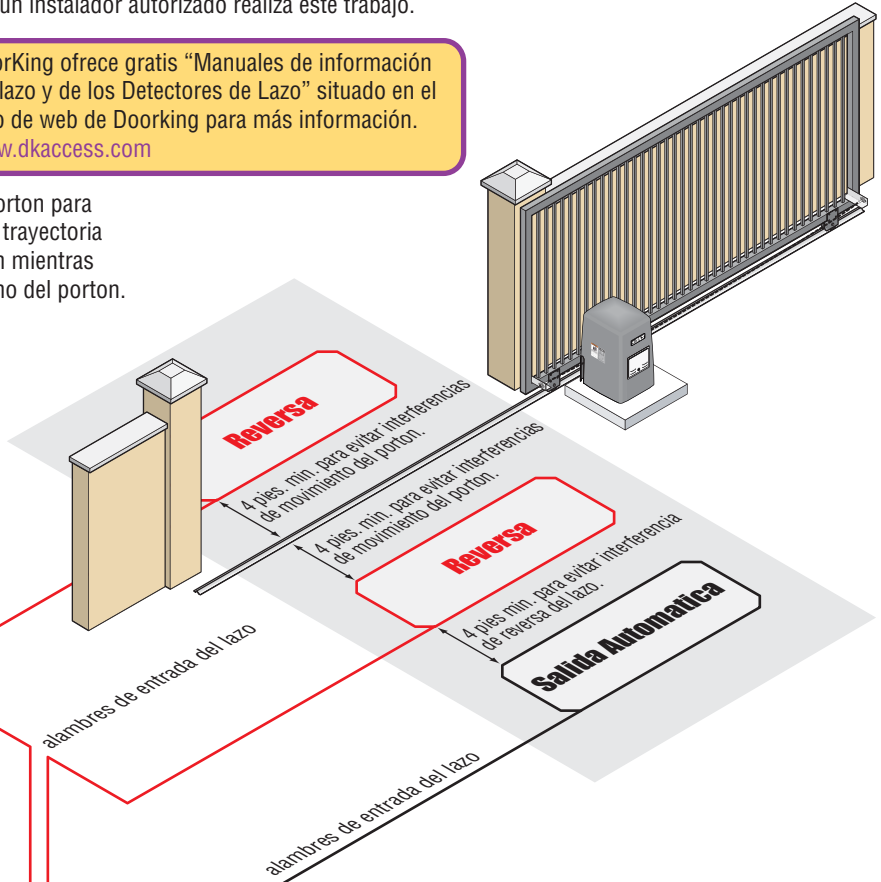 un instalador autorizado realiza este trabajo.
orKing ofrece gratis “Manuales de información
lazo y de los Detectores de Lazo” situado en el
o de web de Doorking para más información.
w.dkaccess.com
orton para
trayectoria
n mientras
no del porton.
Reversa
4 pies. min. para evitar interferencias
de movimiento del porton.
4 pies. min. para evitar interferencias
de movimiento del porton.
Reversa
4 pies min. para evitar interferencia
de reversa del lazo.
Salida Automatica
alambres de entrada del lazo
alambres de entrada del lazo